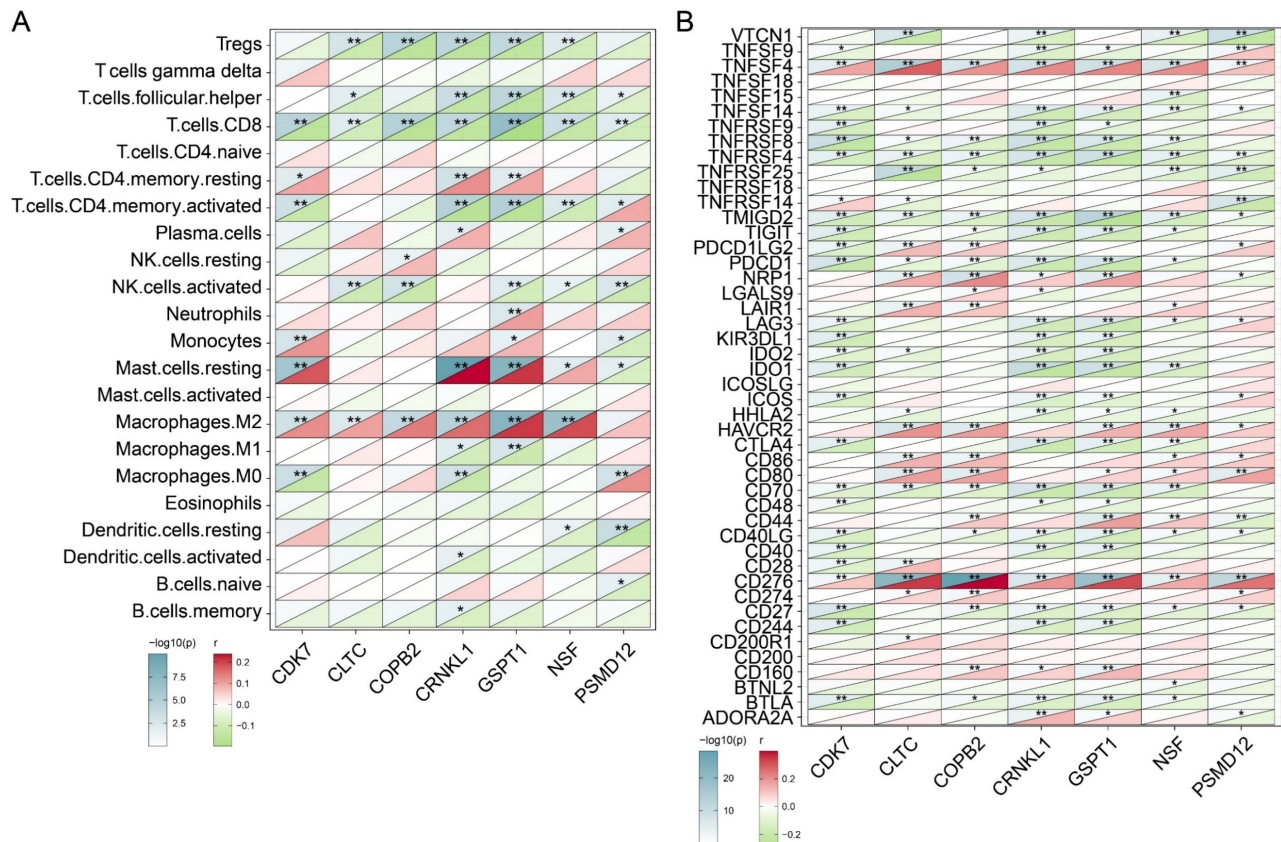 A
Tregs
T cells gamma delta
T.cells.follicular.helper
T.cells.CD8
T.cells.CD4.naive
T.cells.CD4.memory.resting
T.cells.CD4.memory.activated
Plasma.cells
NK.cells.resting
NK.cells.activated
Neutrophils
Monocytes
Mast.cells.resting
Mast.cells.activated
Macrophages.M2
Macrophages.M1
Macrophages.M0
Eosinophils
Dendritic.cells.resting
Dendritic.cells.activated
B.cells.naive
B.cells.memory
CDK7
CLTC
COPB2
CRNKL1
GSPT1
NSF
PSMD12
−log10(p)
7.5
5.0
2.5
r
0.2
0.1
0.0
−0.1
B
VTCN1
TNFSF9
TNFSF4
TNFSF18
TNFSF15
TNFSF14
TNFRSF9
TNFRSF8
TNFRSF4
TNFRSF25
TNFRSF18
TNFRSF14
TMIGD2
TIGIT
PDCD1LG2
PDCD1
NRP1
LGALS9
LAIR1
LAG3
KIR3DL1
IDO2
IDO1
ICOSLG
ICOS
HHLA2
HAVCR2
CTLA4
CD86
CD80
CD70
CD48
CD44
CD40LG
CD40
CD28
CD276
CD274
CD27
CD244
CD200R1
CD200
CD160
BTNL2
BTLA
ADORA2A
CDK7
CLTC
COPB2
CRNKL1
GSPT1
NSF
PSMD12
−log10(p)
20
10
r
0.4
0.2
0.0
−0.2